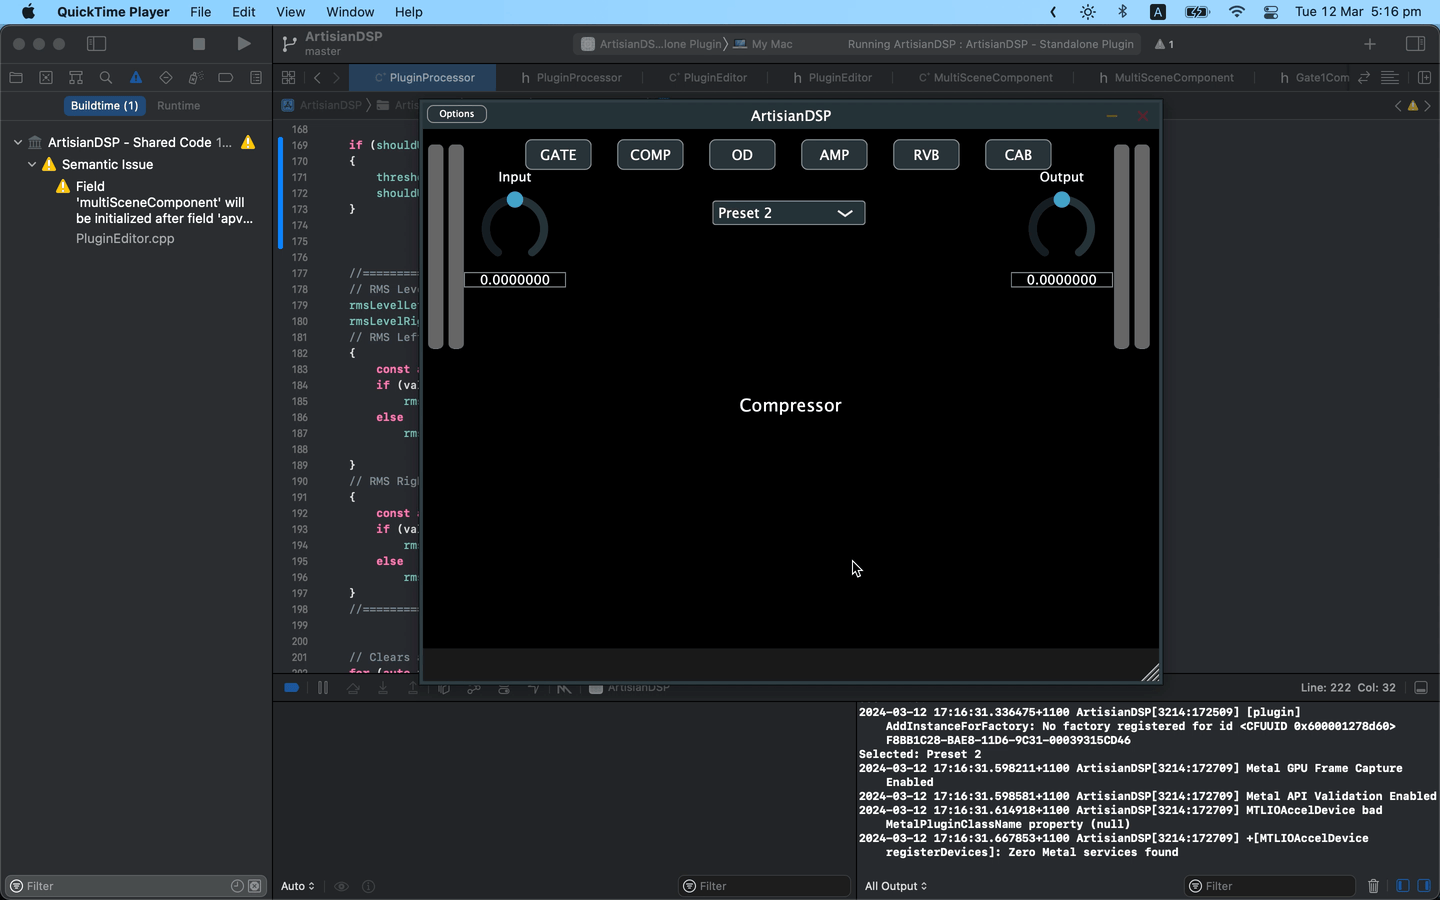 QuickTime Player File Edit View Window Help A Tue 12 Mar 5:16 pm
ArtisianDSP
master
ArtisianDS...lone Plugin My Mac Running ArtisianDSP : ArtisianDSP - Standalone Plugin 1
PluginProcessor PluginProcessor PluginEditor PluginEditor MultiSceneComponent MultiSceneComponent Gate1Com
Buildtime (1) Runtime
ArtisianDSP Artis
ArtisianDSP - Shared Code 1...
Semantic Issue
Field
'multiSceneComponent' will
be initialized after field 'apv...
PluginEditor.cpp
168
169 if (should
170 {
171 thresh
172 should
173 }
174
175
176
177 //=========
178 // RMS Lev
179 rmsLevelLe
180 rmsLevelRi
181 // RMS Lef
182 {
183 const
184 if (va
185 rm
186 else
187 rm
188
189 }
190 // RMS Rig
191 {
192 const
193 if (va
194 rm
195 else
196 rm
197 }
198 //=========
199
200
201 // Clears
Options ArtisianDSP
GATE COMP OD AMP RVB CAB
Input Output
Preset 2
0.0000000 0.0000000
Compressor
ArtisianDSP
Line: 222 Col: 32
2024-03-12 17:16:31.336475+1100 ArtisianDSP[3214:172509] [plugin]
AddInstanceForFactory: No factory registered for id <CFUUID 0x600001278d60>
F8BB1C28-BAE8-11D6-9C31-00039315CD46
Selected: Preset 2
2024-03-12 17:16:31.598211+1100 ArtisianDSP[3214:172709] Metal GPU Frame Capture
Enabled
2024-03-12 17:16:31.598581+1100 ArtisianDSP[3214:172709] Metal API Validation Enabled
2024-03-12 17:16:31.614918+1100 ArtisianDSP[3214:172709] MTLIOAccelDevice bad
MetalPluginClassName property (null)
2024-03-12 17:16:31.667853+1100 ArtisianDSP[3214:172709] +[MTLIOAccelDevice
registerDevices]: Zero Metal services found
Filter Auto Filter All Output Filter